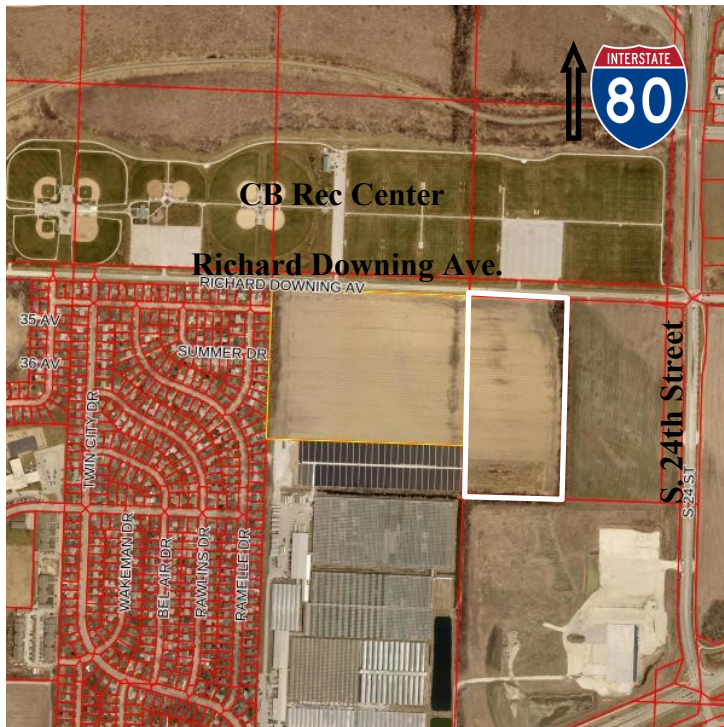 INTERSTATE
80
CB Rec Center
Richard Downing Ave.
RICHARD DOWNING AV
35 AV
36 AV
SUMMER DR
TWIN CITY DR
S. 24th Street
S 24 ST
WAKEMAN DR
BEL AIR DR
RAWLINS DR
RAMELLE DR